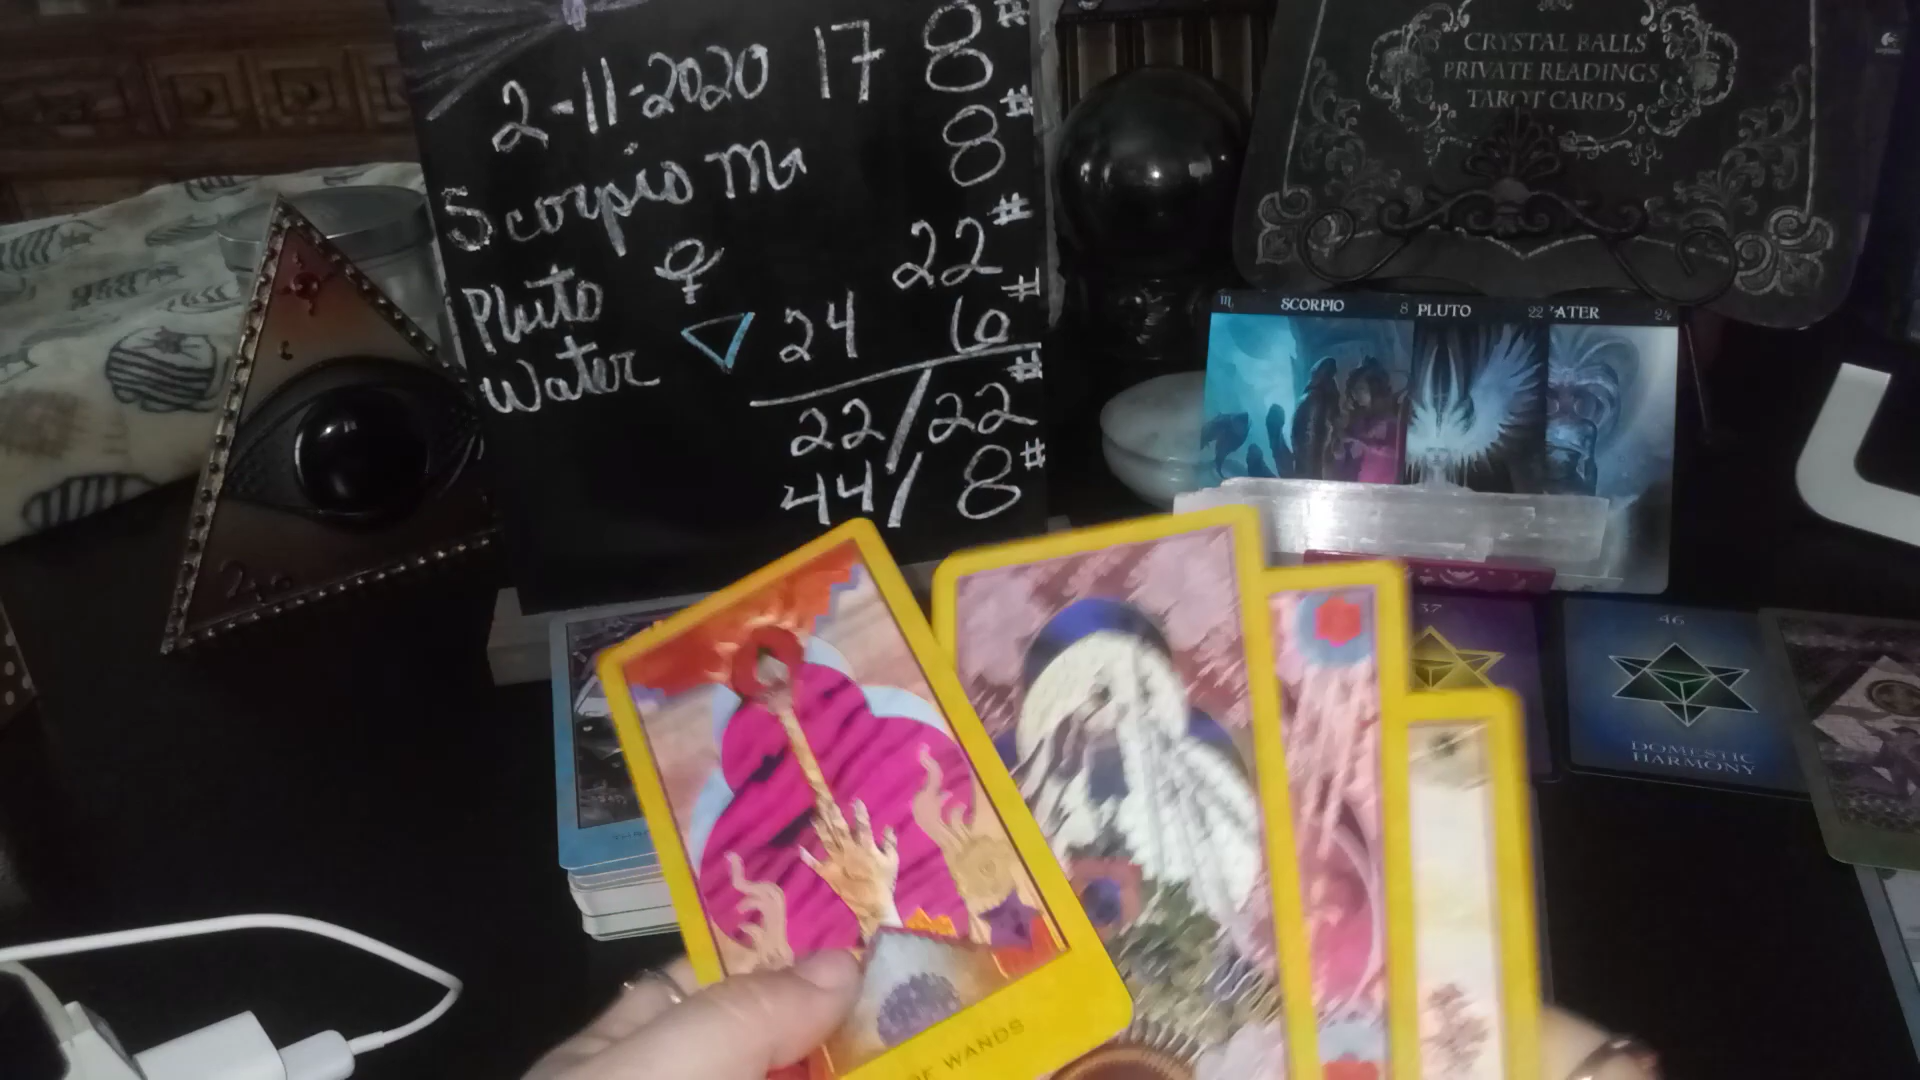 2-11-2020 17 8#
Scorpio 8#
Pluto 22#
Water 24 6#
22/22#
44/8#
CRYSTAL BALLS
PRIVATE READINGS
TAROT CARDS
SCORPIO 8 PLUTO 22 ATER 24
37
46
DOMESTIC
HARMONY
OF WANDS